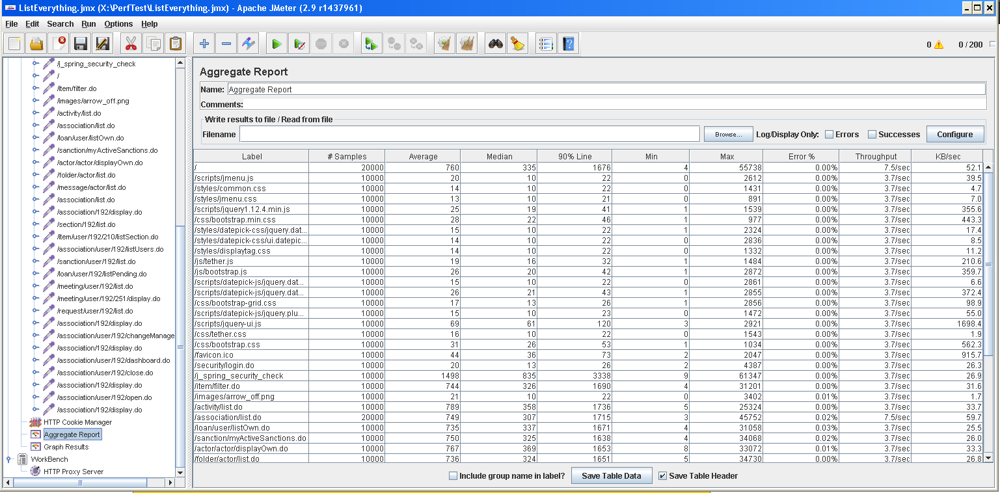 ListEverything.jmx (X:\PerfTest\ListEverything.jmx) - Apache JMeter (2.9 r1437961)
File Edit Search Run Options Help
0 0 / 200
/j_spring_security_check
/
/item/filter.do
/images/arrow_off.png
/activity/list.do
/association/list.do
/loan/user/listOwn.do
/sanction/myActiveSanctions.do
/actor/actor/displayOwn.do
/folder/actor/list.do
/message/actor/list.do
/association/list.do
/association/192/display.do
/section/192/list.do
/item/user/192/210/listSection.do
/association/user/192/listUsers.do
/sanction/user/192/list.do
/loan/user/192/listPending.do
/meeting/user/192/list.do
/meeting/user/192/251/display.do
/request/user/192/list.do
/association/192/display.do
/association/user/192/changeManage
/association/192/display.do
/association/user/192/dashboard.do
/association/user/192/close.do
/association/192/display.do
/association/user/192/open.do
/association/192/display.do
HTTP Cookie Manager
Aggregate Report
Graph Results
WorkBench
HTTP Proxy Server
Aggregate Report
Name: Aggregate Report
Comments:
Write results to file / Read from file
Filename Browse... Log/Display Only: Errors Successes Configure
Label # Samples Average Median 90% Line Min Max Error % Throughput KB/sec
/ 20000 760 335 1676 4 55738 0.00% 7.5/sec 52.1
/scripts/jmenu.js 10000 20 10 22 0 2612 0.00% 3.7/sec 39.5
/styles/common.css 10000 14 10 22 0 1431 0.00% 3.7/sec 4.7
/styles/jmenu.css 10000 13 10 21 0 891 0.00% 3.7/sec 7.0
/scripts/jquery1.12.4.min.js 10000 25 19 41 1 1539 0.00% 3.7/sec 355.6
/css/bootstrap.min.css 10000 28 22 46 1 977 0.00% 3.7/sec 443.3
/styles/datepick-css/jquery.dat... 10000 15 10 22 1 2324 0.00% 3.7/sec 17.4
/styles/datepick-css/ui.datepic... 10000 14 10 22 0 2836 0.00% 3.7/sec 8.5
/styles/displaytag.css 10000 14 10 22 0 1332 0.00% 3.7/sec 11.2
/js/tether.js 10000 19 16 32 1 1484 0.00% 3.7/sec 210.6
/js/bootstrap.js 10000 26 20 42 1 2872 0.00% 3.7/sec 359.7
/scripts/datepick-js/jquery.dat... 10000 15 10 22 0 2861 0.00% 3.7/sec 6.6
/scripts/datepick-js/jquery.dat... 10000 26 21 43 1 2855 0.00% 3.7/sec 372.4
/css/bootstrap-grid.css 10000 17 13 26 1 2856 0.00% 3.7/sec 98.9
/scripts/datepick-js/jquery.plu... 10000 15 10 23 0 1472 0.00% 3.7/sec 55.0
/scripts/jquery-ui.js 10000 69 61 120 3 2921 0.00% 3.7/sec 1698.4
/css/tether.css 10000 16 10 22 0 1543 0.00% 3.7/sec 1.9
/css/bootstrap.css 10000 31 26 53 1 1034 0.00% 3.7/sec 562.3
/favicon.ico 10000 44 36 73 2 2047 0.00% 3.7/sec 915.7
/security/login.do 10000 20 13 26 2 4387 0.00% 3.7/sec 26.3
/j_spring_security_check 10000 1498 835 3338 9 61347 0.00% 3.7/sec 26.9
/item/filter.do 10000 744 326 1690 4 31201 0.00% 3.7/sec 31.6
/images/arrow_off.png 10000 21 10 22 0 3402 0.01% 3.7/sec 1.7
/activity/list.do 10000 789 358 1736 5 25324 0.00% 3.7/sec 33.7
/association/list.do 20000 749 307 1715 3 45752 0.02% 7.5/sec 59.7
/loan/user/listOwn.do 10000 735 337 1671 4 31058 0.03% 3.7/sec 25.5
/sanction/myActiveSanctions.do 10000 750 325 1638 4 34068 0.02% 3.7/sec 26.0
/actor/actor/displayOwn.do 10000 767 369 1653 8 33072 0.01% 3.7/sec 33.3
/folder/actor/list.do 10000 736 324 1651 5 34730 0.00% 3.7/sec 26.8
Include group name in label? Save Table Data Save Table Header